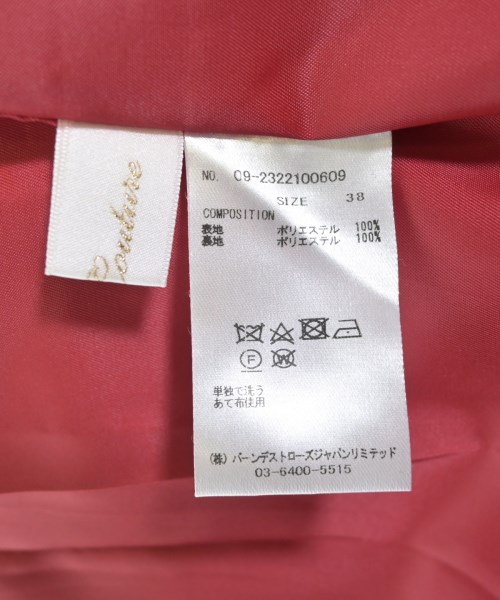 Couture
NO. 09-2322100609
SIZE 38
COMPOSITION
表地 ポリエステル 100%
裏地 ポリエステル 100%
F
W
単独で洗う
あて布使用
(株) バーンデストローズジャパンリミテッド
03-6400-5515